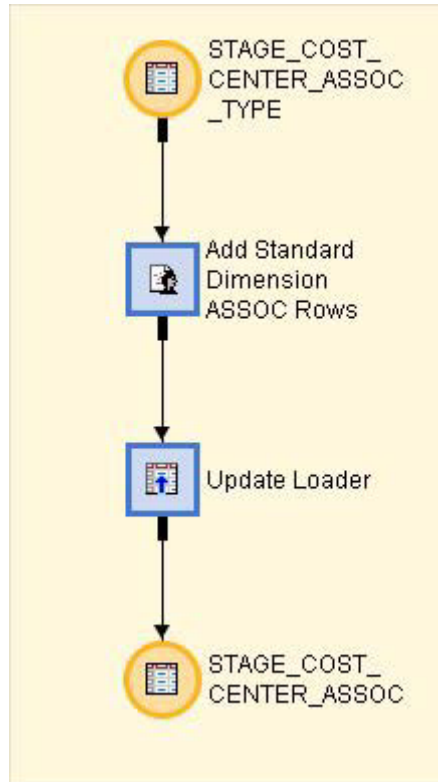 STAGE_COST_
CENTER_ASSOC
_TYPE
Add Standard
Dimension
ASSOC Rows
Update Loader
STAGE_COST_
CENTER_ASSOC